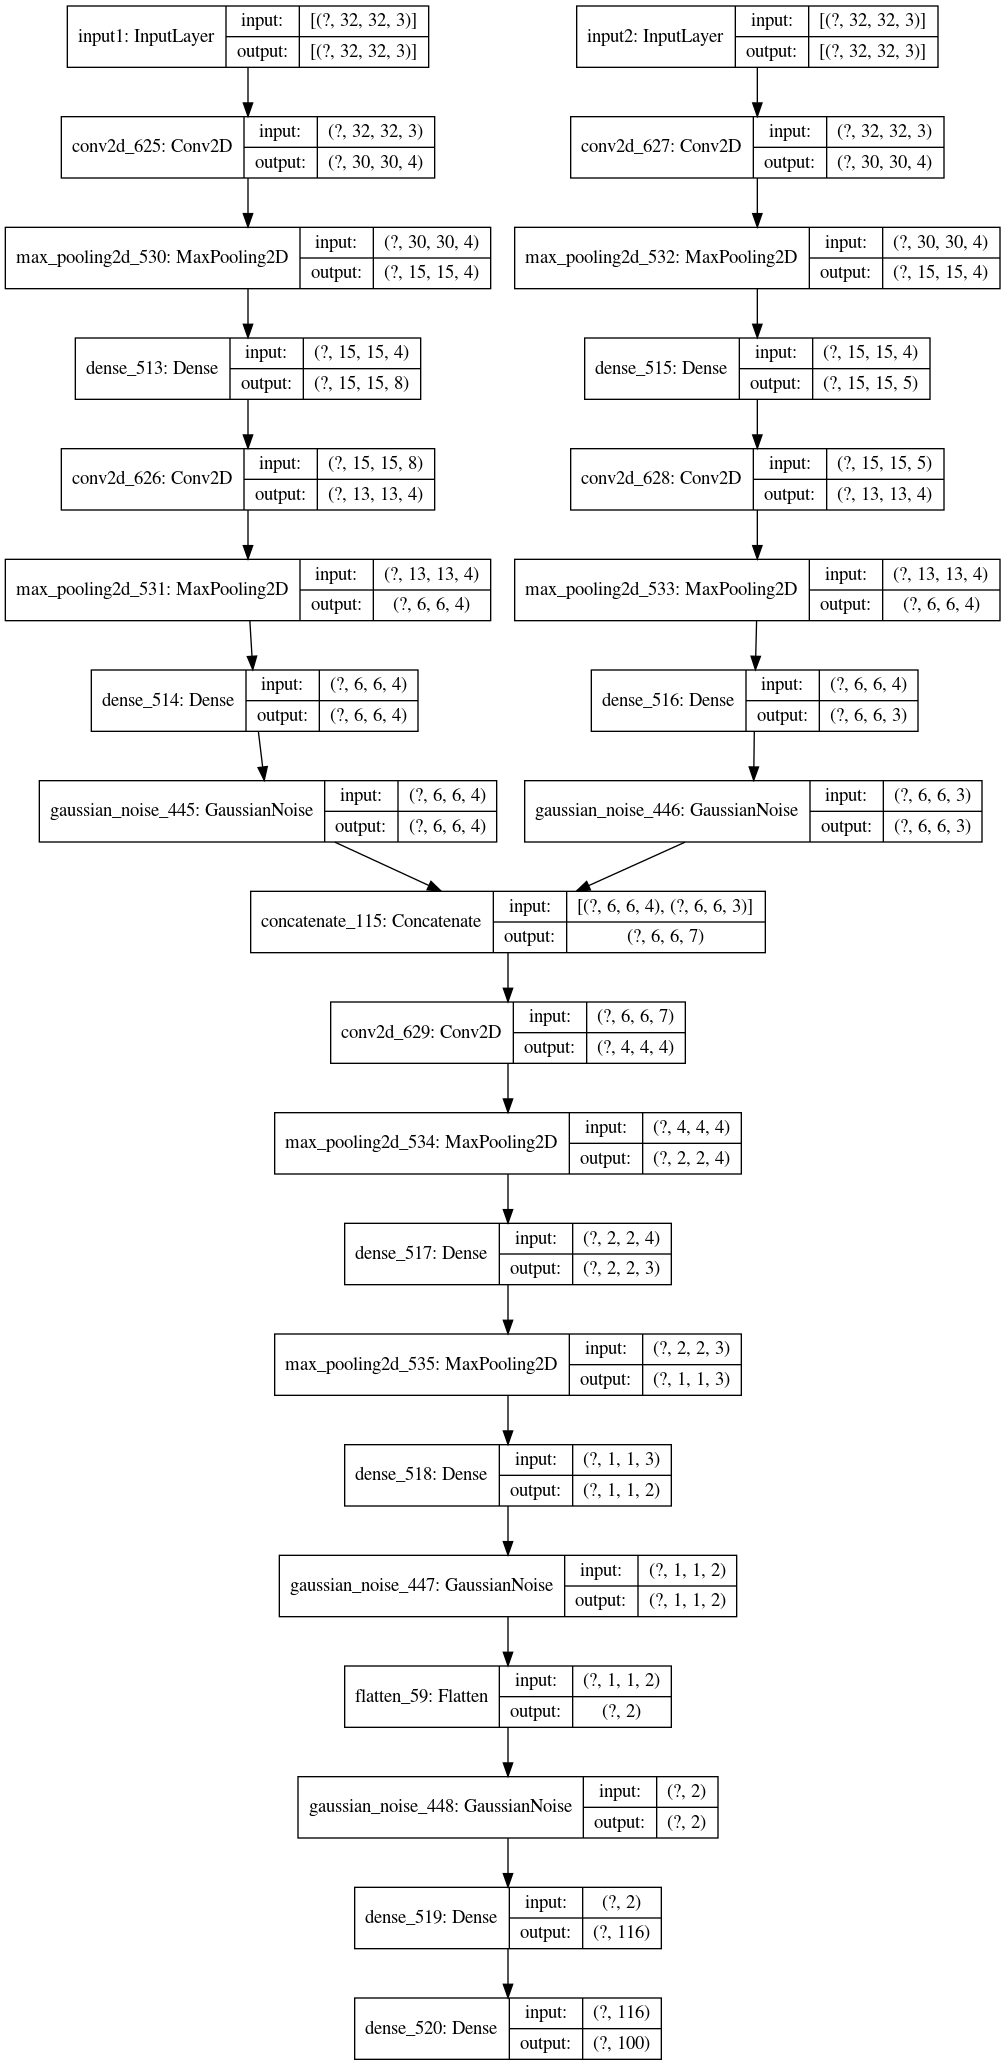 input1: InputLayer
input: [(?, 32, 32, 3)]
output: [(?, 32, 32, 3)]
input2: InputLayer
input: [(?, 32, 32, 3)]
output: [(?, 32, 32, 3)]
conv2d_625: Conv2D
input: (?, 32, 32, 3)
output: (?, 30, 30, 4)
conv2d_627: Conv2D
input: (?, 32, 32, 3)
output: (?, 30, 30, 4)
max_pooling2d_530: MaxPooling2D
input: (?, 30, 30, 4)
output: (?, 15, 15, 4)
max_pooling2d_532: MaxPooling2D
input: (?, 30, 30, 4)
output: (?, 15, 15, 4)
dense_513: Dense
input: (?, 15, 15, 4)
output: (?, 15, 15, 8)
dense_515: Dense
input: (?, 15, 15, 4)
output: (?, 15, 15, 5)
conv2d_626: Conv2D
input: (?, 15, 15, 8)
output: (?, 13, 13, 4)
conv2d_628: Conv2D
input: (?, 15, 15, 5)
output: (?, 13, 13, 4)
max_pooling2d_531: MaxPooling2D
input: (?, 13, 13, 4)
output: (?, 6, 6, 4)
max_pooling2d_533: MaxPooling2D
input: (?, 13, 13, 4)
output: (?, 6, 6, 4)
dense_514: Dense
input: (?, 6, 6, 4)
output: (?, 6, 6, 4)
dense_516: Dense
input: (?, 6, 6, 4)
output: (?, 6, 6, 3)
gaussian_noise_445: GaussianNoise
input: (?, 6, 6, 4)
output: (?, 6, 6, 4)
gaussian_noise_446: GaussianNoise
input: (?, 6, 6, 3)
output: (?, 6, 6, 3)
concatenate_115: Concatenate
input: [(?, 6, 6, 4), (?, 6, 6, 3)]
output: (?, 6, 6, 7)
conv2d_629: Conv2D
input: (?, 6, 6, 7)
output: (?, 4, 4, 4)
max_pooling2d_534: MaxPooling2D
input: (?, 4, 4, 4)
output: (?, 2, 2, 4)
dense_517: Dense
input: (?, 2, 2, 4)
output: (?, 2, 2, 3)
max_pooling2d_535: MaxPooling2D
input: (?, 2, 2, 3)
output: (?, 1, 1, 3)
dense_518: Dense
input: (?, 1, 1, 3)
output: (?, 1, 1, 2)
gaussian_noise_447: GaussianNoise
input: (?, 1, 1, 2)
output: (?, 1, 1, 2)
flatten_59: Flatten
input: (?, 1, 1, 2)
output: (?, 2)
gaussian_noise_448: GaussianNoise
input: (?, 2)
output: (?, 2)
dense_519: Dense
input: (?, 2)
output: (?, 116)
dense_520: Dense
input: (?, 116)
output: (?, 100)